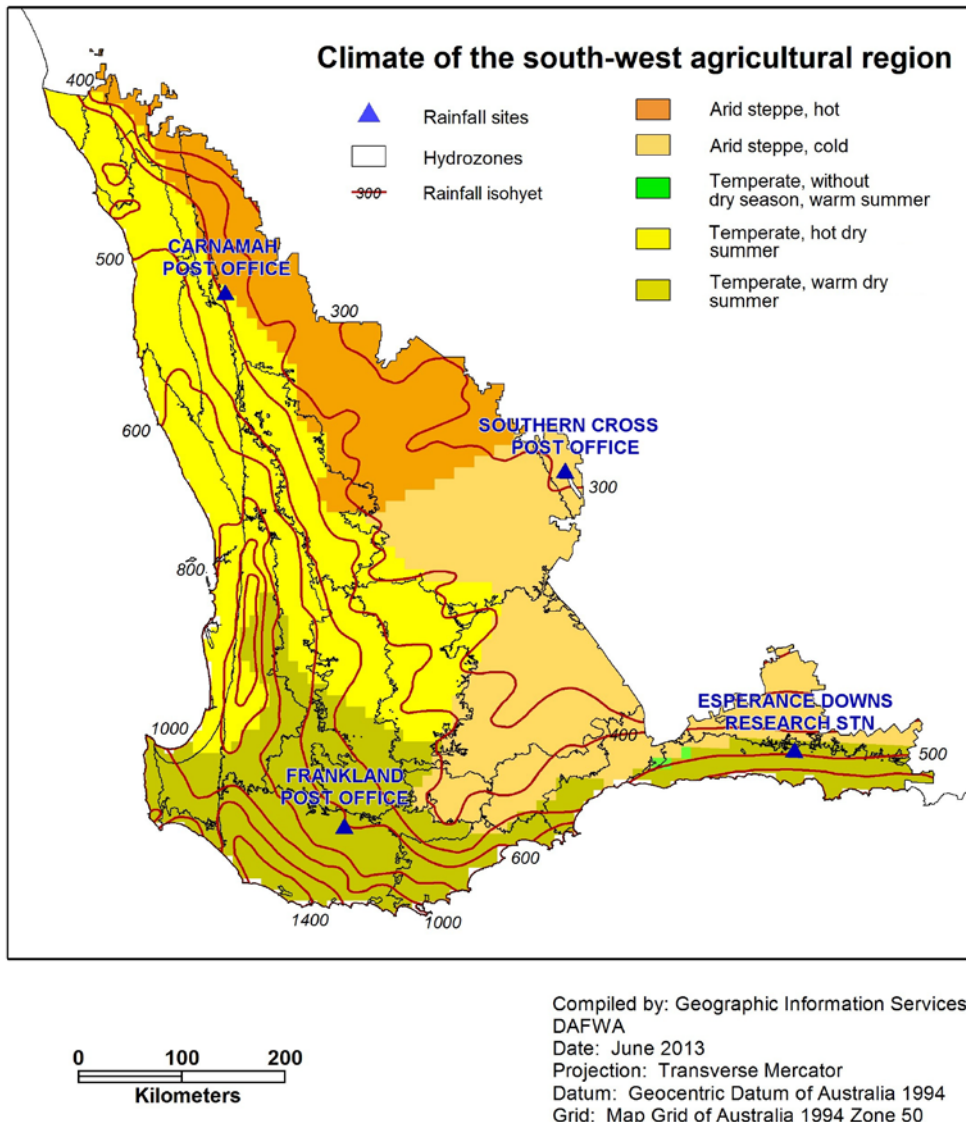 Climate of the south-west agricultural region
Rainfall sites
Hydrozones
300
Rainfall isohyet
Arid steppe, hot
Arid steppe, cold
Temperate, without
dry season, warm summer
Temperate, hot dry
summer
Temperate, warm dry
summer
400
CARNAMAH
POST OFFICE
500
300
600
SOUTHERN CROSS
POST OFFICE
300
800
ESPERANCE DOWNS
RESEARCH STN
1000
400
500
FRANKLAND
POST OFFICE
600
1400
1000
0 100 200
Kilometers
Compiled by: Geographic Information Services
DAFWA
Date: June 2013
Projection: Transverse Mercator
Datum: Geocentric Datum of Australia 1994
Grid: Map Grid of Australia 1994 Zone 50